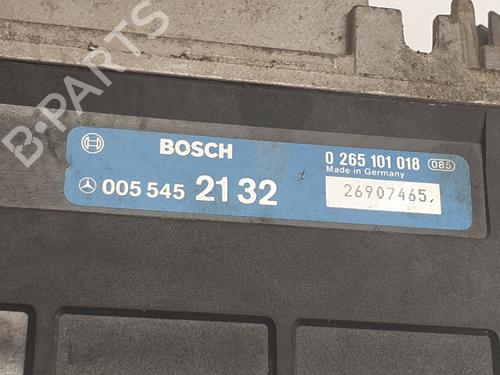 B-PARTS
BOSCH
0 265 101 018 085
Made in Germany
005 545 21 32
26907465.